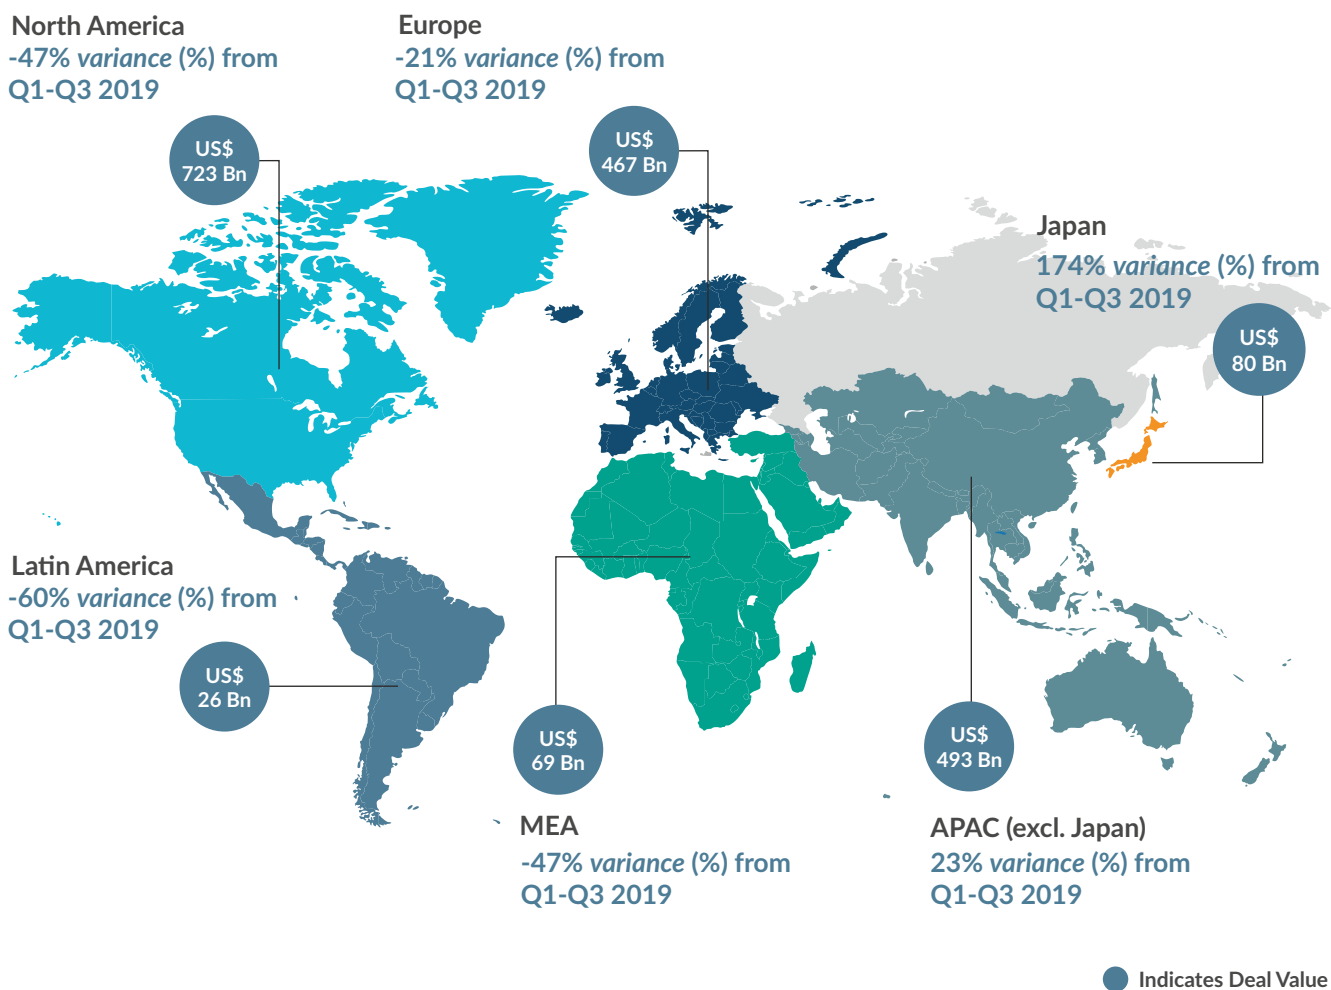 North America
-47% variance (%) from
Q1-Q3 2019
US$
723 Bn
Europe
-21% variance (%) from
Q1-Q3 2019
US$
467 Bn
Japan
174% variance (%) from
Q1-Q3 2019
US$
80 Bn
Latin America
-60% variance (%) from
Q1-Q3 2019
US$
26 Bn
US$
69 Bn
MEA
-47% variance (%) from
Q1-Q3 2019
US$
493 Bn
APAC (excl. Japan)
23% variance (%) from
Q1-Q3 2019
Indicates Deal Value